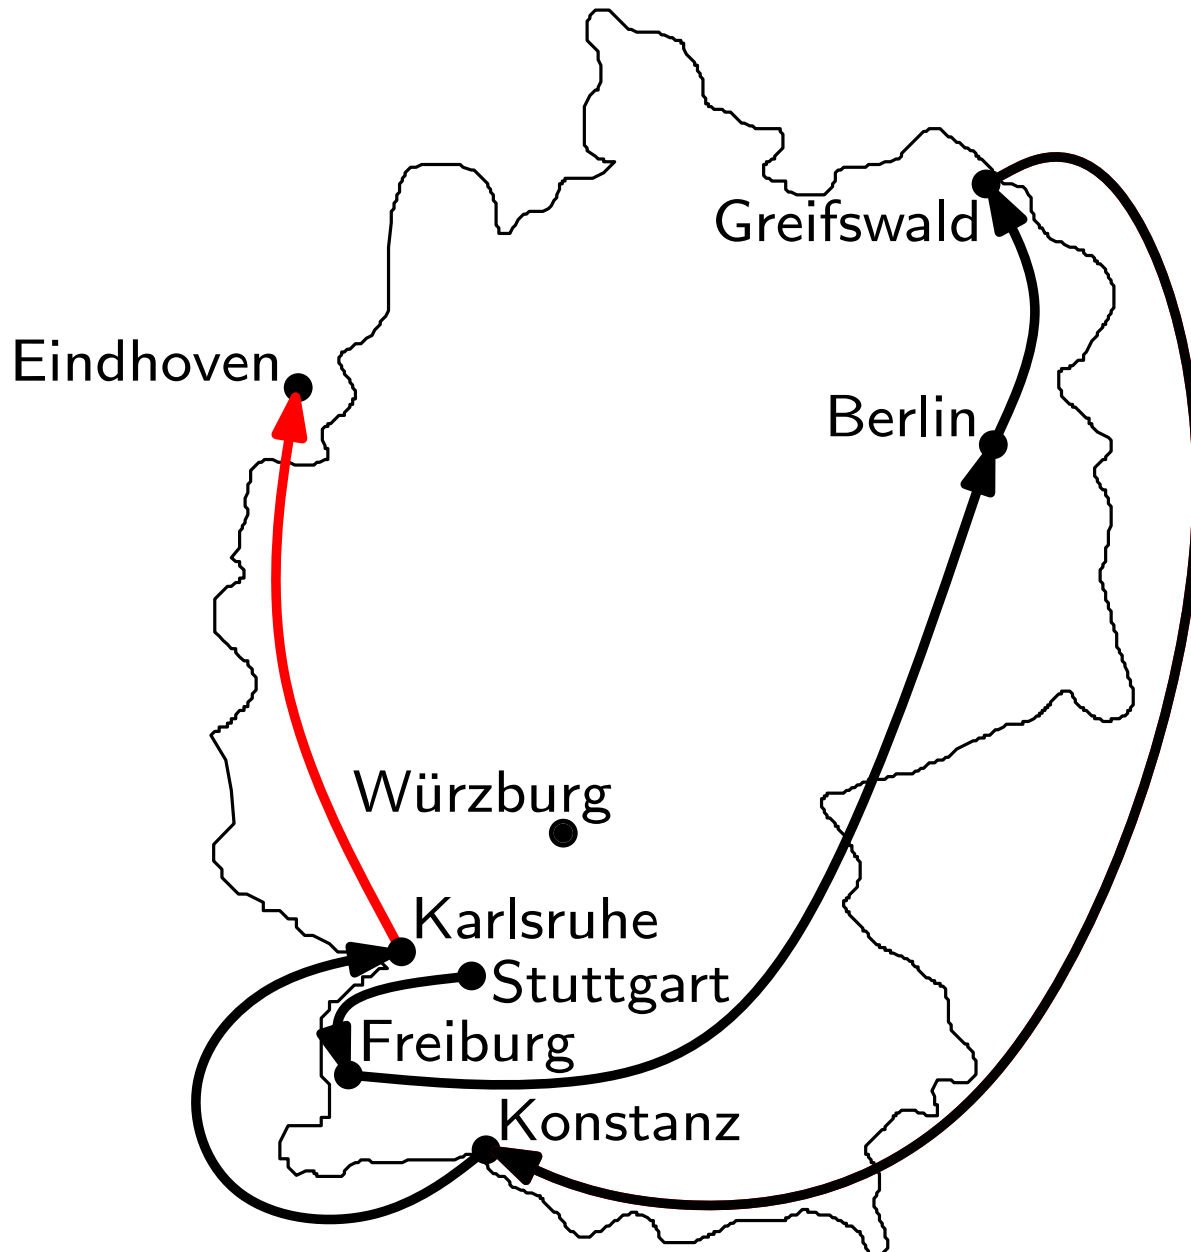 Greifswald
Eindhoven
Berlin
Würzburg
Karlsruhe
Stuttgart
Freiburg
Konstanz